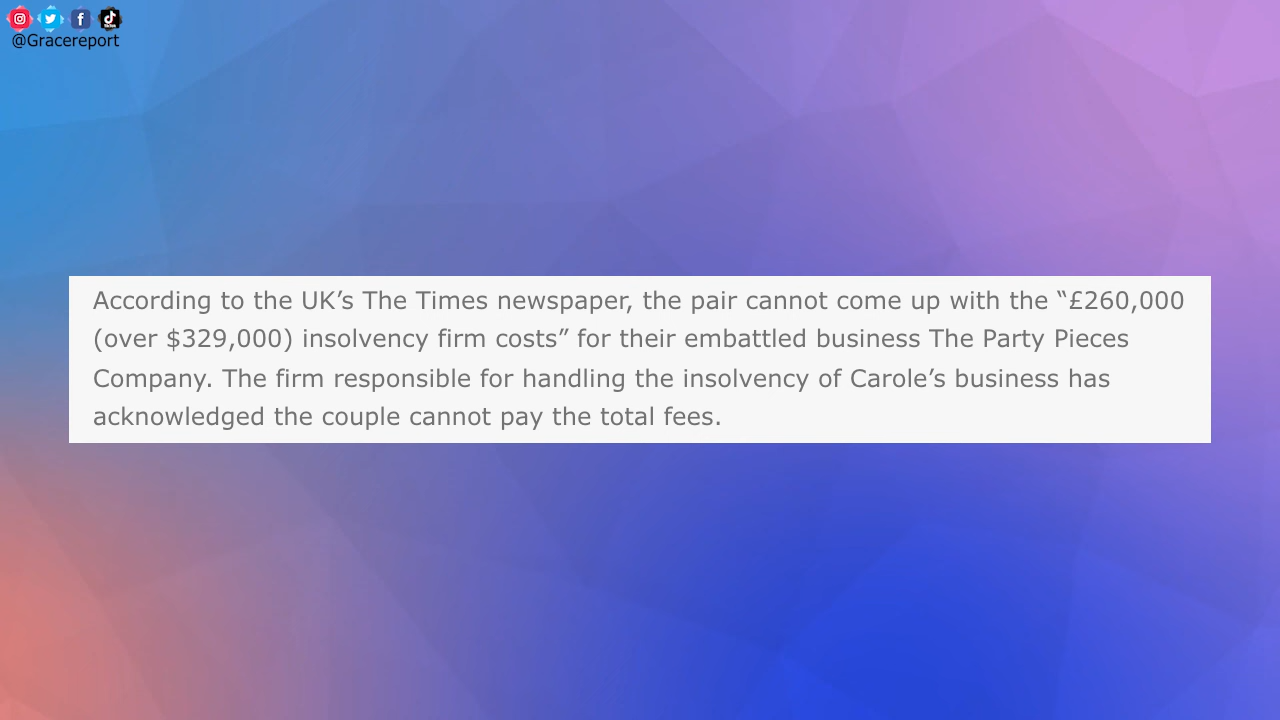 @Gracereport
According to the UK’s The Times newspaper, the pair cannot come up with the “£260,000
(over $329,000) insolvency firm costs” for their embattled business The Party Pieces
Company. The firm responsible for handling the insolvency of Carole’s business has
acknowledged the couple cannot pay the total fees.